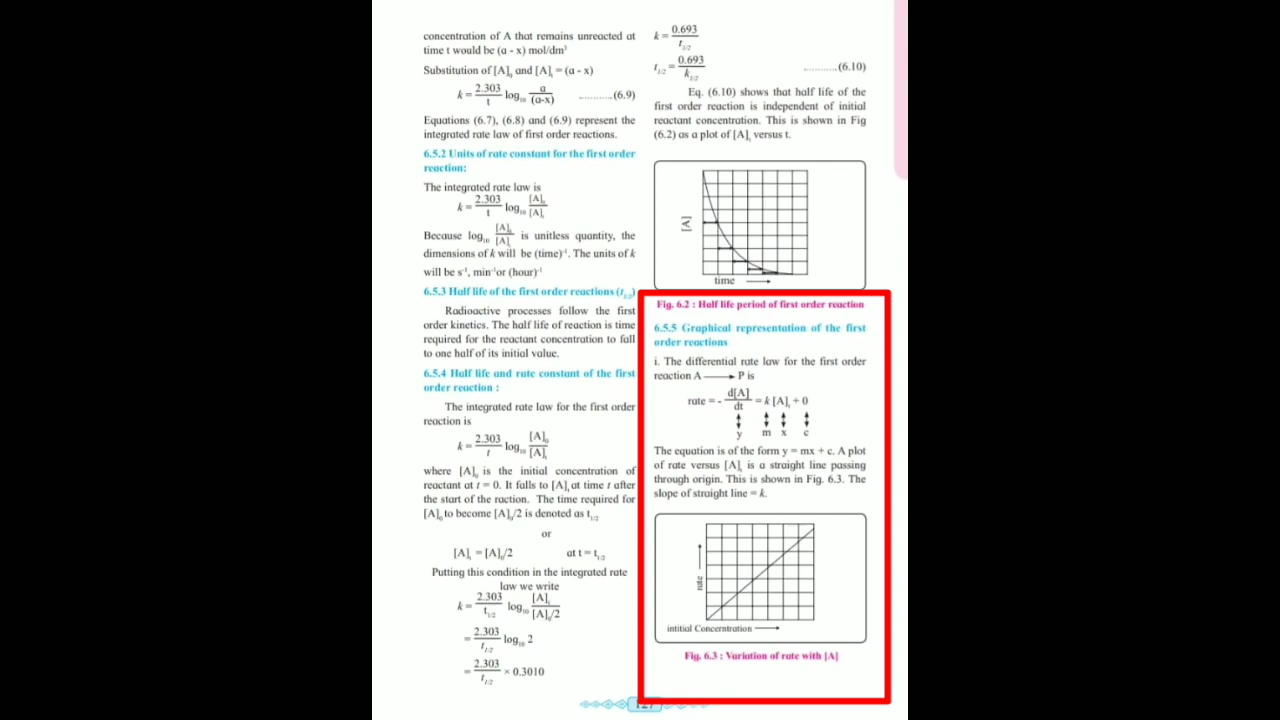 concentration of A that remains unreacted at
time t would be (a - x) mol/dm³
Substitution of [A]₀ and [A]ₜ = (a - x)
k = 2.303/t log₁₀ a/(a-x) ...........(6.9)
Equations (6.7), (6.8) and (6.9) represent the
integrated rate law of first order reactions.
6.5.2 Units of rate constant for the first order
reaction:
The integrated rate law is
k = 2.303/t log₁₀ [A]₀/[A]ₜ
Because log₁₀ [A]₀/[A]ₜ is unitless quantity, the
dimensions of k will be (time)⁻¹. The units of k
will be s⁻¹, min⁻¹or (hour)⁻¹
6.5.3 Half life of the first order reactions (t₁/₂)
Radioactive processes follow the first
order kinetics. The half life of reaction is time
required for the reactant concentration to fall
to one half of its initial value.
6.5.4 Half life and rate constant of the first
order reaction :
The integrated rate law for the first order
reaction is
k = 2.303/t log₁₀ [A]₀/[A]ₜ
where [A]₀ is the initial concentration of
reactant at t = 0. It falls to [A]ₜ at time t after
the start of the raction. The time required for
[A]₀ to become [A]₀/2 is denoted as t₁/₂
or
[A]ₜ = [A]₀/2 at t = t₁/₂
Putting this condition in the integrated rate
law we write
k = 2.303/t₁/₂ log₁₀ [A]₀/[A]₀/2
= 2.303/t₁/₂ log₁₀ 2
= 2.303/t₁/₂ × 0.3010
k = 0.693/t₁/₂
t₁/₂ = 0.693/k₁/₂ ...........(6.10)
Eq. (6.10) shows that half life of the
first order reaction is independent of initial
reactant concentration. This is shown in Fig
(6.2) as a plot of [A]ₜ versus t.
[A]
time
Fig. 6.2 : Half life period of first order reaction
6.5.5 Graphical representation of the first
order reactions
i. The differential rate law for the first order
reaction A ⟶ P is
rate = - d[A]/dt = k [A]ₜ + 0
y m x c
The equation is of the form y = mx + c. A plot
of rate versus [A]ₜ is a straight line passing
through origin. This is shown in Fig. 6.3. The
slope of straight line = k.
rate
intitial Concerntration
Fig. 6.3 : Variation of rate with [A]
127